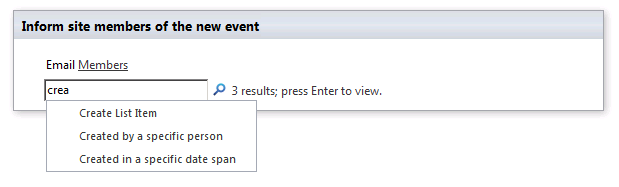 Inform site members of the new event
Email Members
crea
3 results; press Enter to view.
Create List Item
Created by a specific person
Created in a specific date span